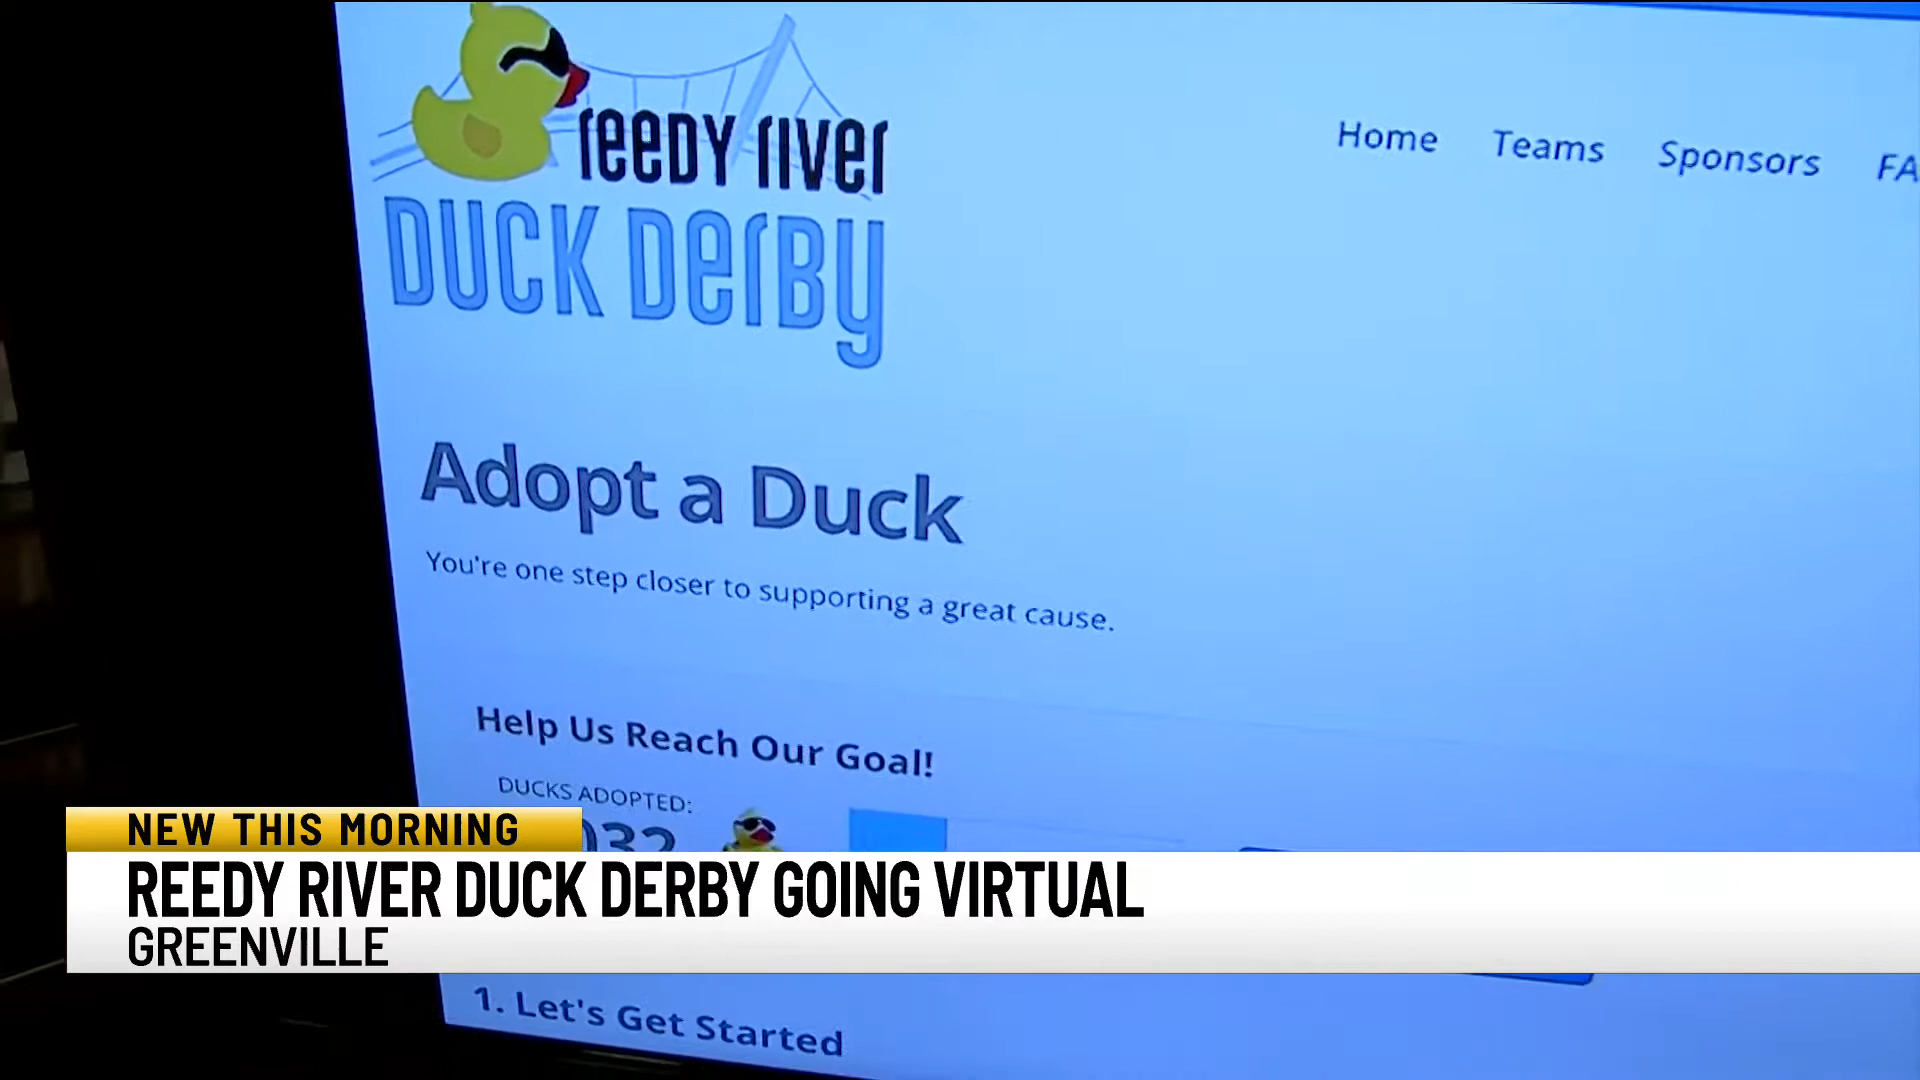 reedy river
Duck Derby
Home Teams Sponsors
Adopt a Duck
You're one step closer to supporting a great cause.
Help Us Reach Our Goal!
DUCKS ADOPTED:
NEW THIS MORNING
REEDY RIVER DUCK DERBY GOING VIRTUAL
GREENVILLE
1. Let's Get Started